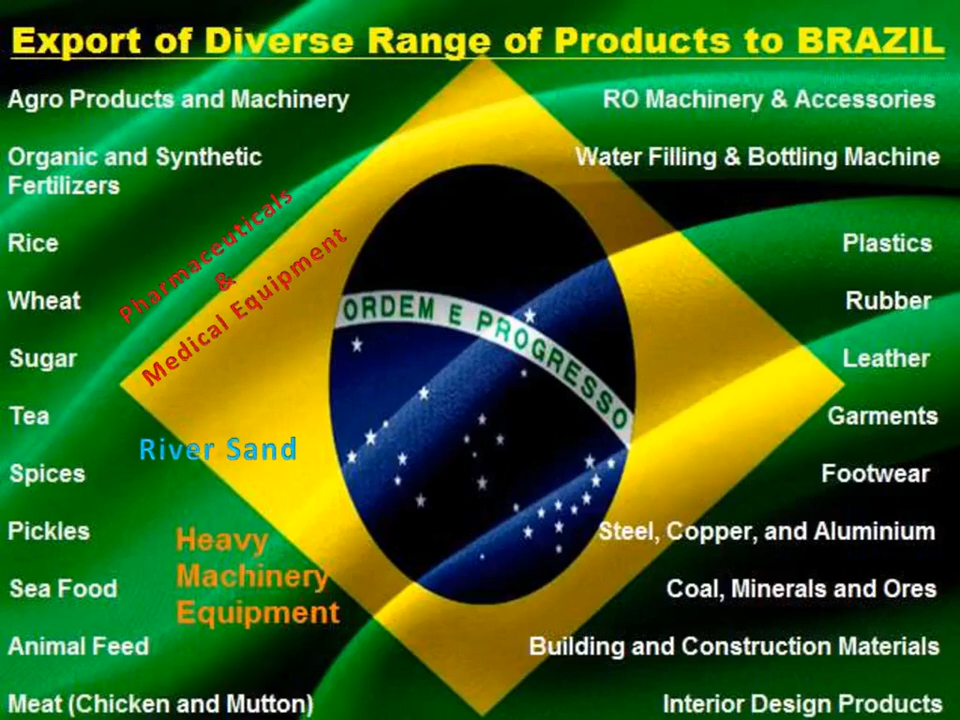 Export of Diverse Range of Products to BRAZIL
Agro Products and Machinery
Organic and Synthetic
Fertilizers
Rice
Wheat
Sugar
Tea
Spices
Pickles
Sea Food
Animal Feed
Meat (Chicken and Mutton)
Pharmaceuticals
&
Medical Equipment
River Sand
Heavy
Machinery
Equipment
ORDEM E PROGRESSO
RO Machinery & Accessories
Water Filling & Bottling Machine
Plastics
Rubber
Leather
Garments
Footwear
Steel, Copper, and Aluminium
Coal, Minerals and Ores
Building and Construction Materials
Interior Design Products